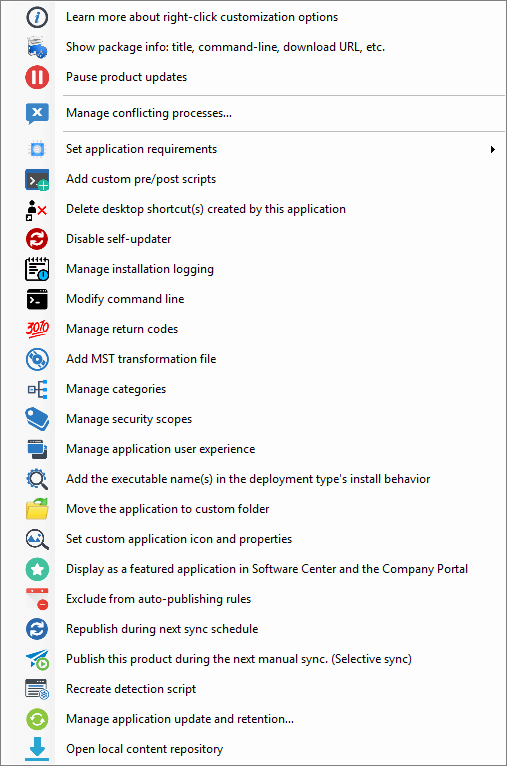 Learn more about right-click customization options
Show package info: title, command-line, download URL, etc.
Pause product updates
Manage conflicting processes...
Set application requirements
Add custom pre/post scripts
Delete desktop shortcut(s) created by this application
Disable self-updater
Manage installation logging
Modify command line
3010 Manage return codes
Add MST transformation file
Manage categories
Manage security scopes
Manage application user experience
Add the executable name(s) in the deployment type's install behavior
Move the application to custom folder
Set custom application icon and properties
Display as a featured application in Software Center and the Company Portal
Exclude from auto-publishing rules
Republish during next sync schedule
Publish this product during the next manual sync. (Selective sync)
Recreate detection script
Manage application update and retention...
Open local content repository